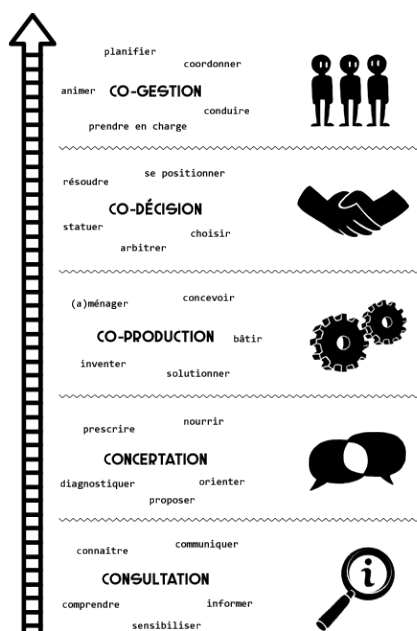 planifier
coordonner
animer
CO-GESTION
conduire
prendre en charge
se positionner
résoudre
CO-DÉCISION
statuer
choisir
arbitrer
concevoir
(a)ménager
CO-PRODUCTION
bâtir
inventer
solutionner
nourrir
prescrire
CONCERTATION
diagnostiquer
orienter
proposer
communiquer
connaître
CONSULTATION
comprendre
informer
sensibiliser
i